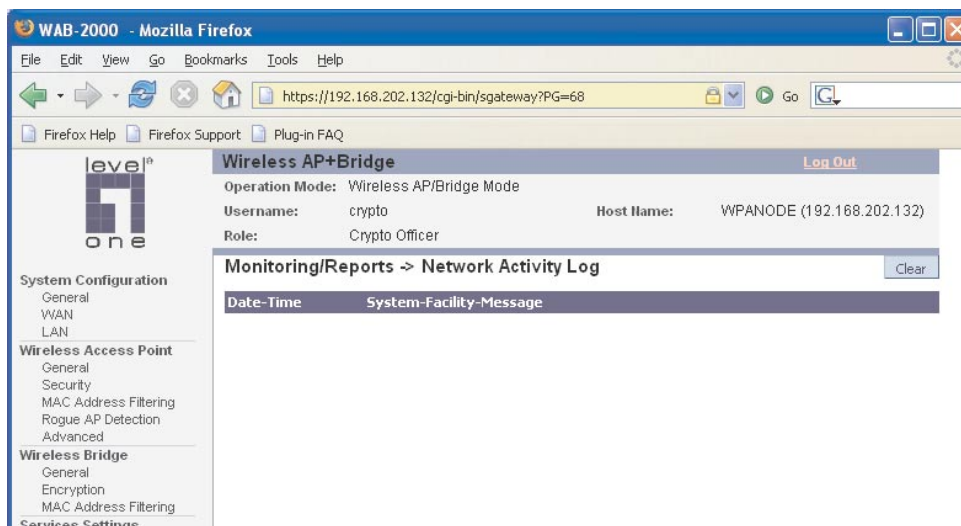 WAB-2000 - Mozilla Firefox
File Edit View Go Bookmarks Tools Help
https://192.168.202.132/cgi-bin/sgateway?PG=68 Go G
Firefox Help Firefox Support Plug-in FAQ
level®
one
Wireless AP+Bridge Log Out
Operation Mode: Wireless AP/Bridge Mode
Username: crypto Host Name: WPANODE (192.168.202.132)
Role: Crypto Officer
Monitoring/Reports -> Network Activity Log Clear
Date-Time System-Facility-Message
System Configuration
General
WAN
LAN
Wireless Access Point
General
Security
MAC Address Filtering
Rogue AP Detection
Advanced
Wireless Bridge
General
Encryption
MAC Address Filtering
Services Settings